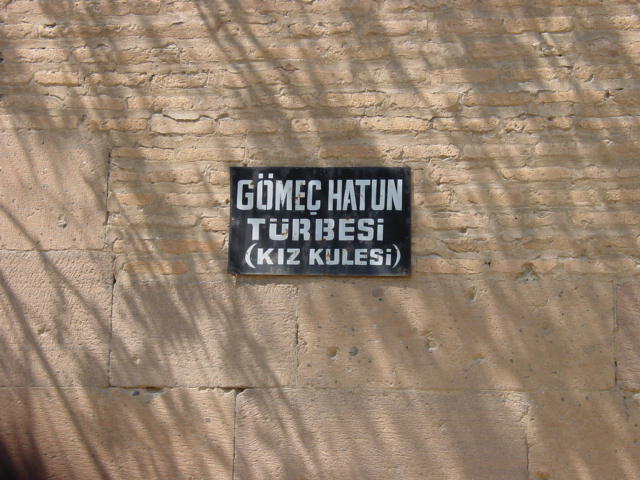 GÖMEÇ HATUN
TÜRBESİ
(KIZ KULESİ)